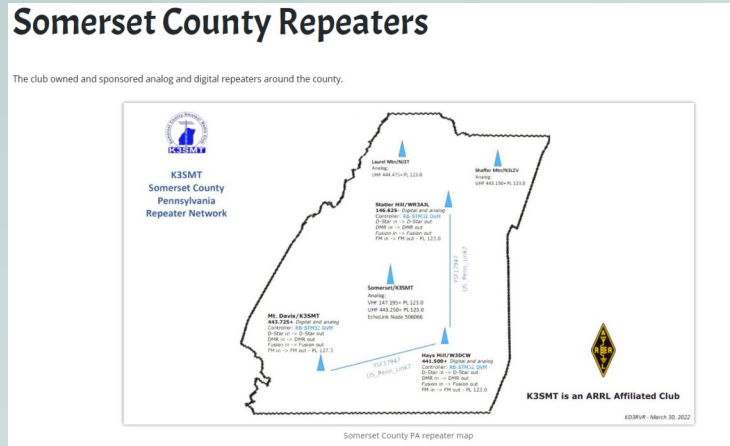 Somerset County Repeaters
The club owned and sponsored analog and digital repeaters around the county.
K3SMT
K3SMT
Somerset County
Pennsylvania
Repeater Network
Laurel Mtn/NI3T
Analog:
UHF 444.475+ PL 123.0
Shaffer Mtn/N3LZV
Analog:
UHF 443.150+ PL 123.0
Statler Hill/WR3AJL
146.625- Digital and analog
Controller: RB-STM32 DVM
D-Star in -> D-Star out
DMR in -> DMR out
Fusion in -> Fusion out
FM in -> FM out - PL 123.0
YSF17947
US_Penn_Link7
Somerset/K3SMT
Analog:
VHF 147.195+ PL 123.0
UHF 443.250+ PL 123.0
EchoLink Node 506066
Mt. Davis/K3SMT
443.725+ Digital and analog
Controller: RB-STM32 DVM
D-Star in -> D-Star out
DMR in -> DMR out
Fusion in -> Fusion out
FM in -> FM out - PL 127.3
YSF17947
US_Penn_Link7
Hays Mill/W3DCW
441.500+ Digital and analog
Controller: RB-STM32 DVM
D-Star in -> D-Star out
DMR in -> DMR out
Fusion in -> Fusion out
FM in -> FM out - PL 123.0
K3SMT is an ARRL Affiliated Club
KD3RVR - March 30, 2022
Somerset County PA repeater map